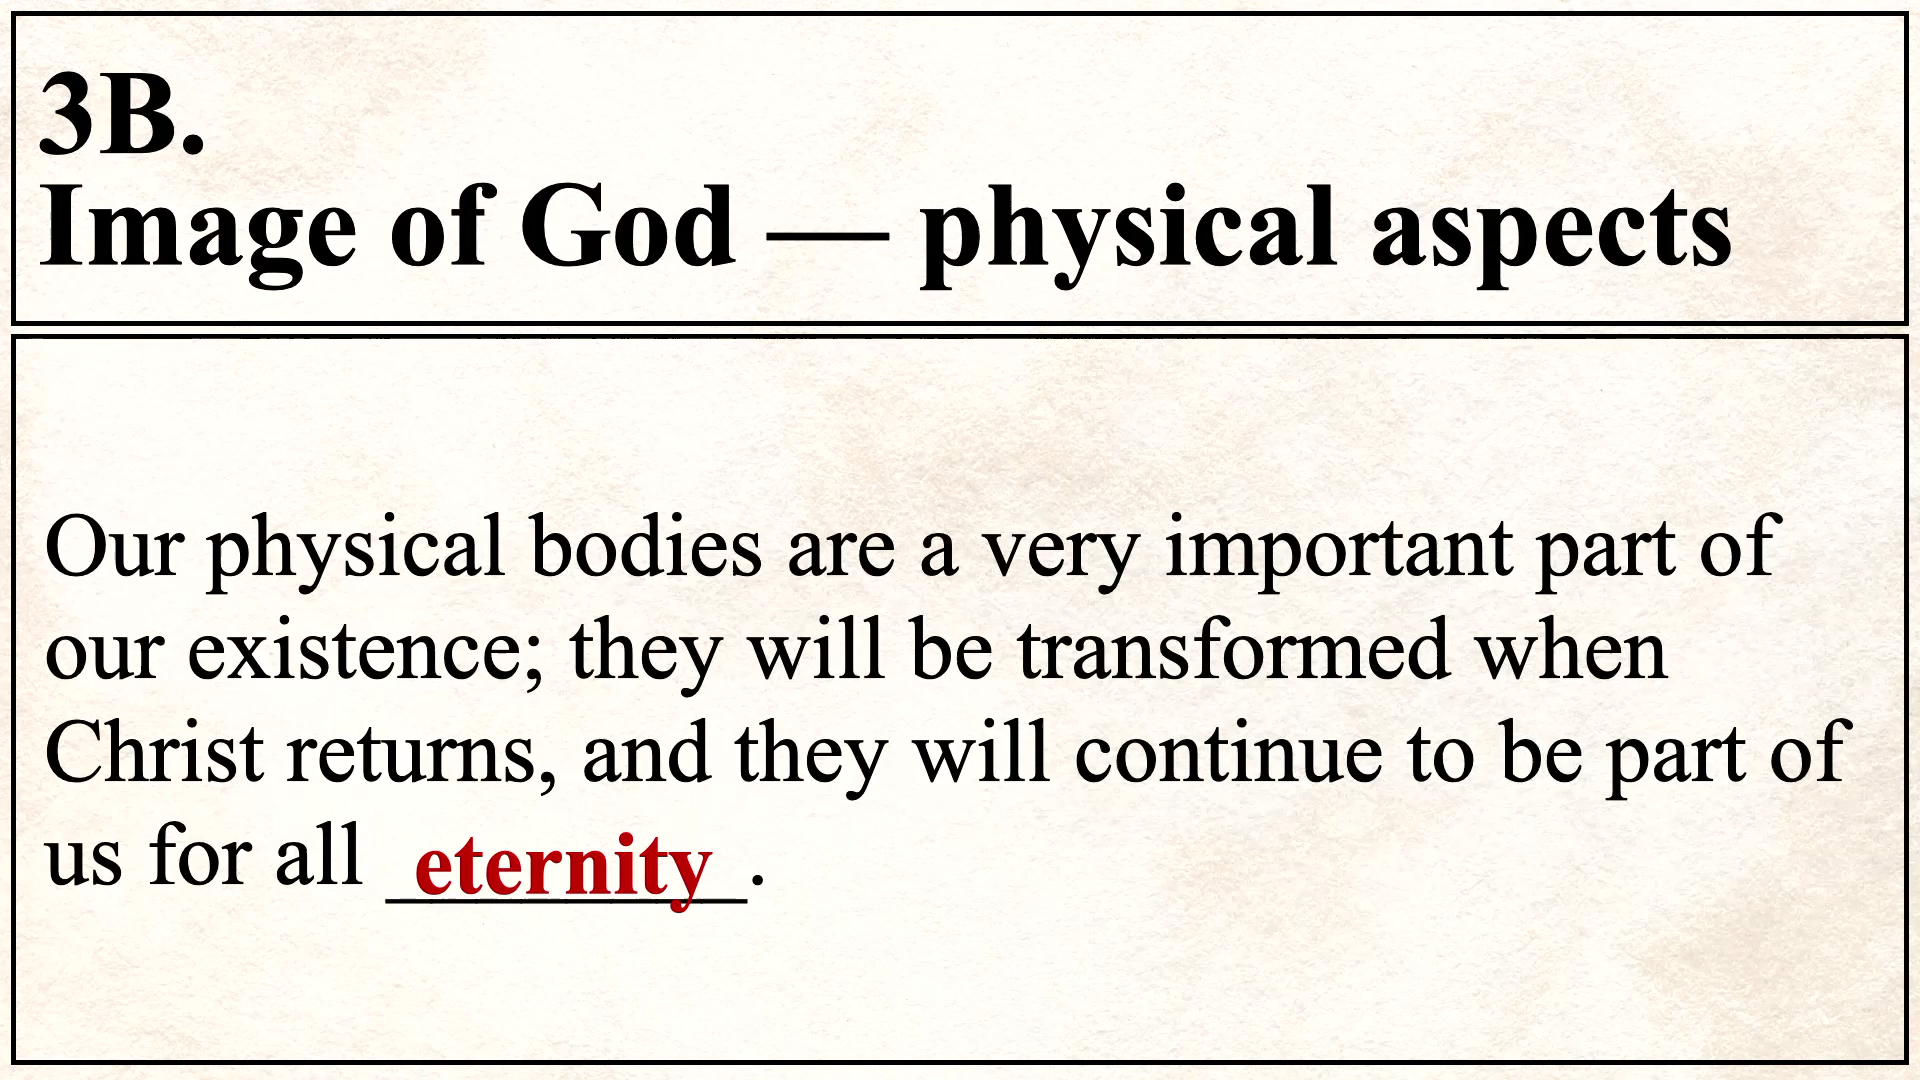 3B.
Image of God — physical aspects
Our physical bodies are a very important part of
our existence; they will be transformed when
Christ returns, and they will continue to be part of
us for all eternity.